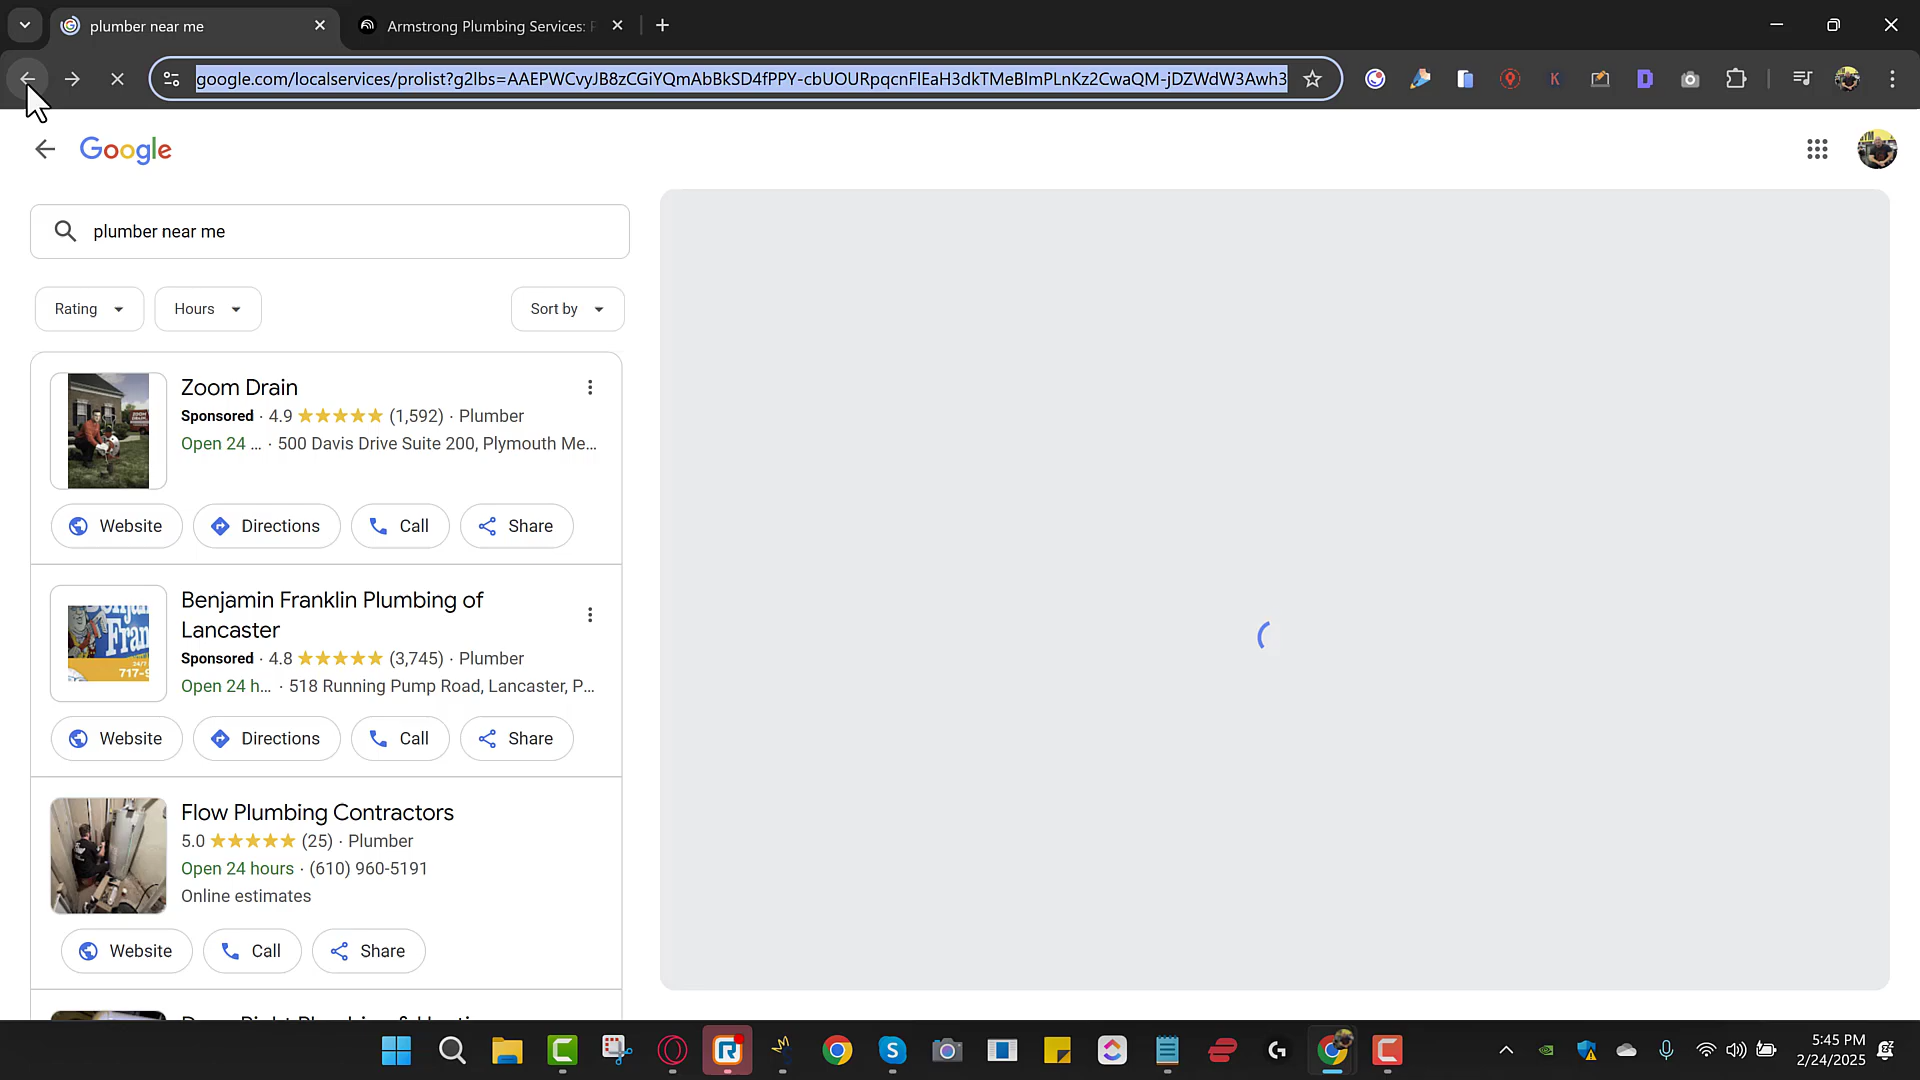 plumber near me
Armstrong Plumbing Services:
google.com/localservices/prolist?g2lbs=AAEPWCvyJB8zCGiYQmAbBkSD4fPPY-cbUOURpqcnFlEaH3dkTMeBlmPLnKz2CwaQM-jDZWdW3Awh3
Google
plumber near me
Rating
Hours
Sort by
Zoom Drain
Sponsored · 4.9 (1,592) · Plumber
Open 24 ... · 500 Davis Drive Suite 200, Plymouth Me...
Website
Directions
Call
Share
Benjamin Franklin Plumbing of
Lancaster
Sponsored · 4.8 (3,745) · Plumber
Open 24 h... · 518 Running Pump Road, Lancaster, P...
Website
Directions
Call
Share
Flow Plumbing Contractors
5.0 (25) · Plumber
Open 24 hours · (610) 960-5191
Online estimates
Website
Call
Share
5:45 PM
2/24/2025